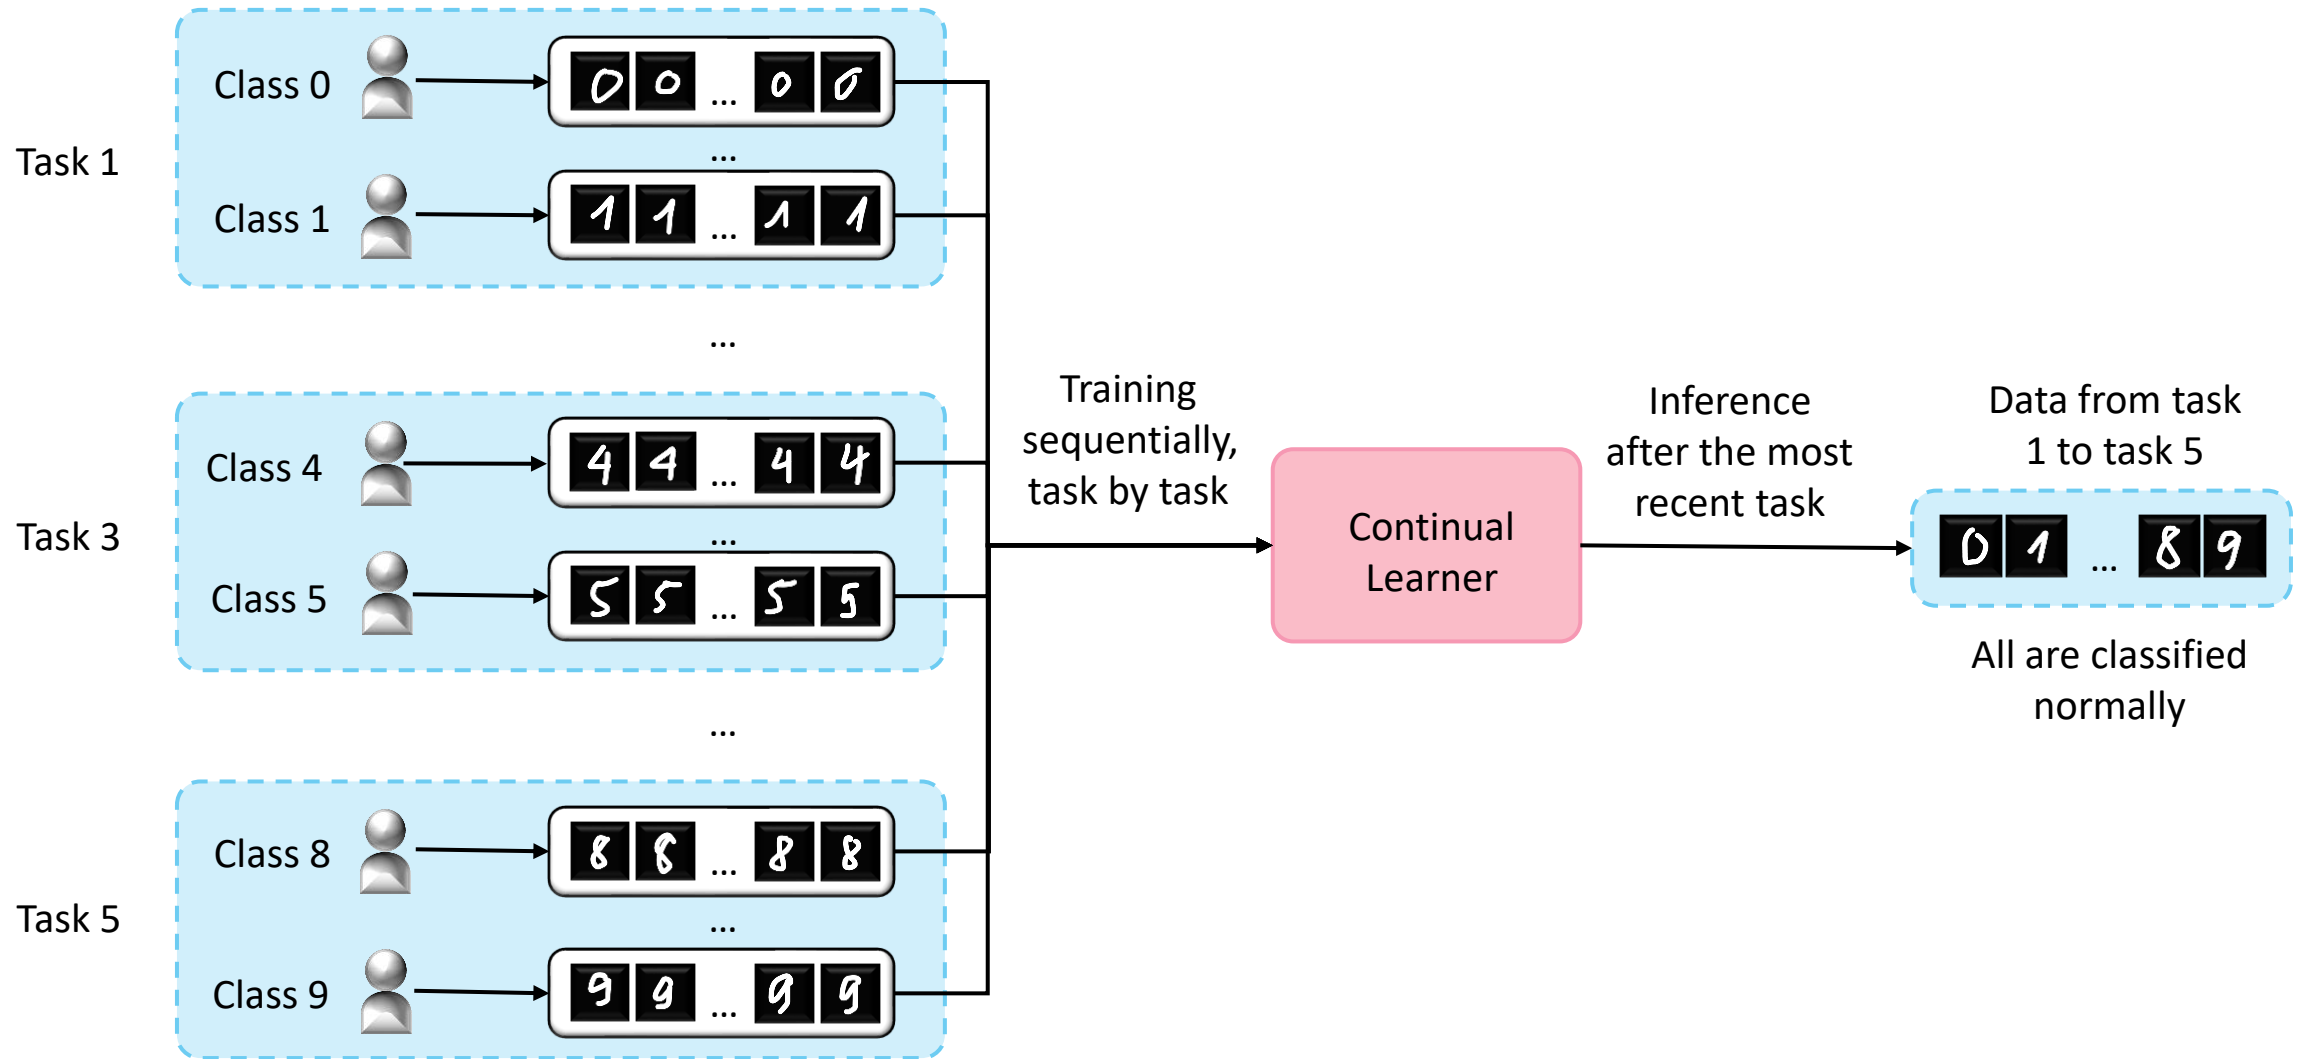 Task 1
Class 0
0 0 ... 0 0
...
Class 1
1 1 ... 1 1
...
Task 3
Class 4
4 4 ... 4 4
...
Class 5
5 5 ... 5 5
...
Task 5
Class 8
8 8 ... 8 8
...
Class 9
9 9 ... 9 9
Training
sequentially,
task by task
Continual
Learner
Inference
after the most
recent task
Data from task
1 to task 5
0 1 ... 8 9
All are classified
normally